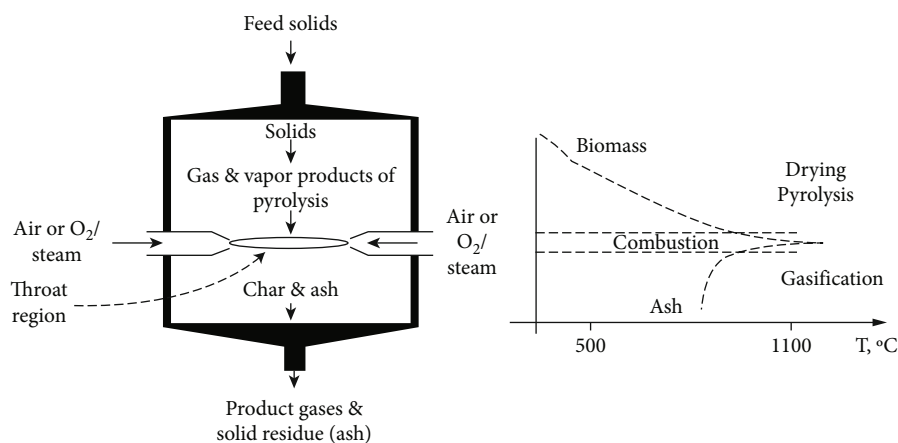 Feed solids
Solids
Gas & vapor products of
pyrolysis
Air or O2/
steam
Air or
O2/
steam
Throat
region
Char & ash
Product gases &
solid residue (ash)
Biomass
Drying
Pyrolysis
Combustion
Gasification
Ash
500
1100
T, ºC